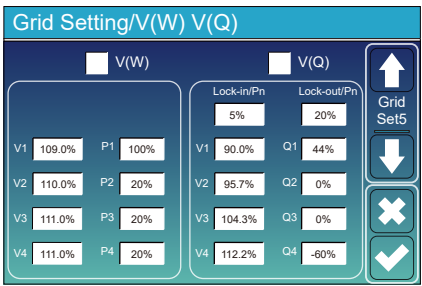 Grid Setting/V(W) V(Q)
V(W) V(Q)
Lock-in/Pn Lock-out/Pn
5% 20%
Grid
Set5
V1 109.0% P1 100% V1 90.0% Q1 44%
V2 110.0% P2 20% V2 95.7% Q2 0%
V3 111.0% P3 20% V3 104.3% Q3 0%
V4 111.0% P4 20% V4 112.2% Q4 -60%